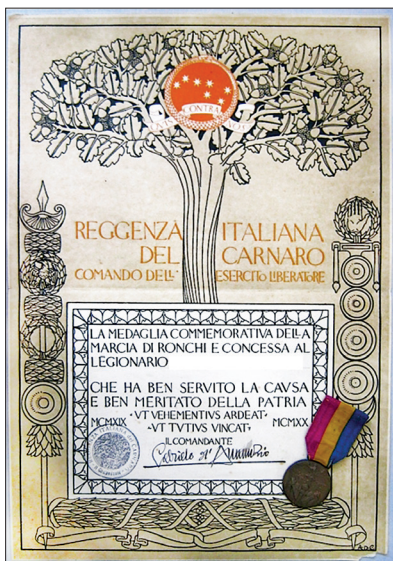 CONTRA
REGGENZA ITALIANA
DEL CARNARO
COMANDO DELL' ESERCITO LIBERATORE
LA MEDAGLIA COMMEMORATIVA DELLA
MARCIA DI RONCHI E CONCESSA AL
LEGIONARIO
CHE HA BEN SERVITO LA CAVSA
E BEN MERITATO DELLA PATRIA
·VT VEHEMENTIVS ARDEAT·
MCMXIX ·VT TVTIVS VINCAT· MCMXX
IL COMANDANTE
Gabriele d'Annunzio